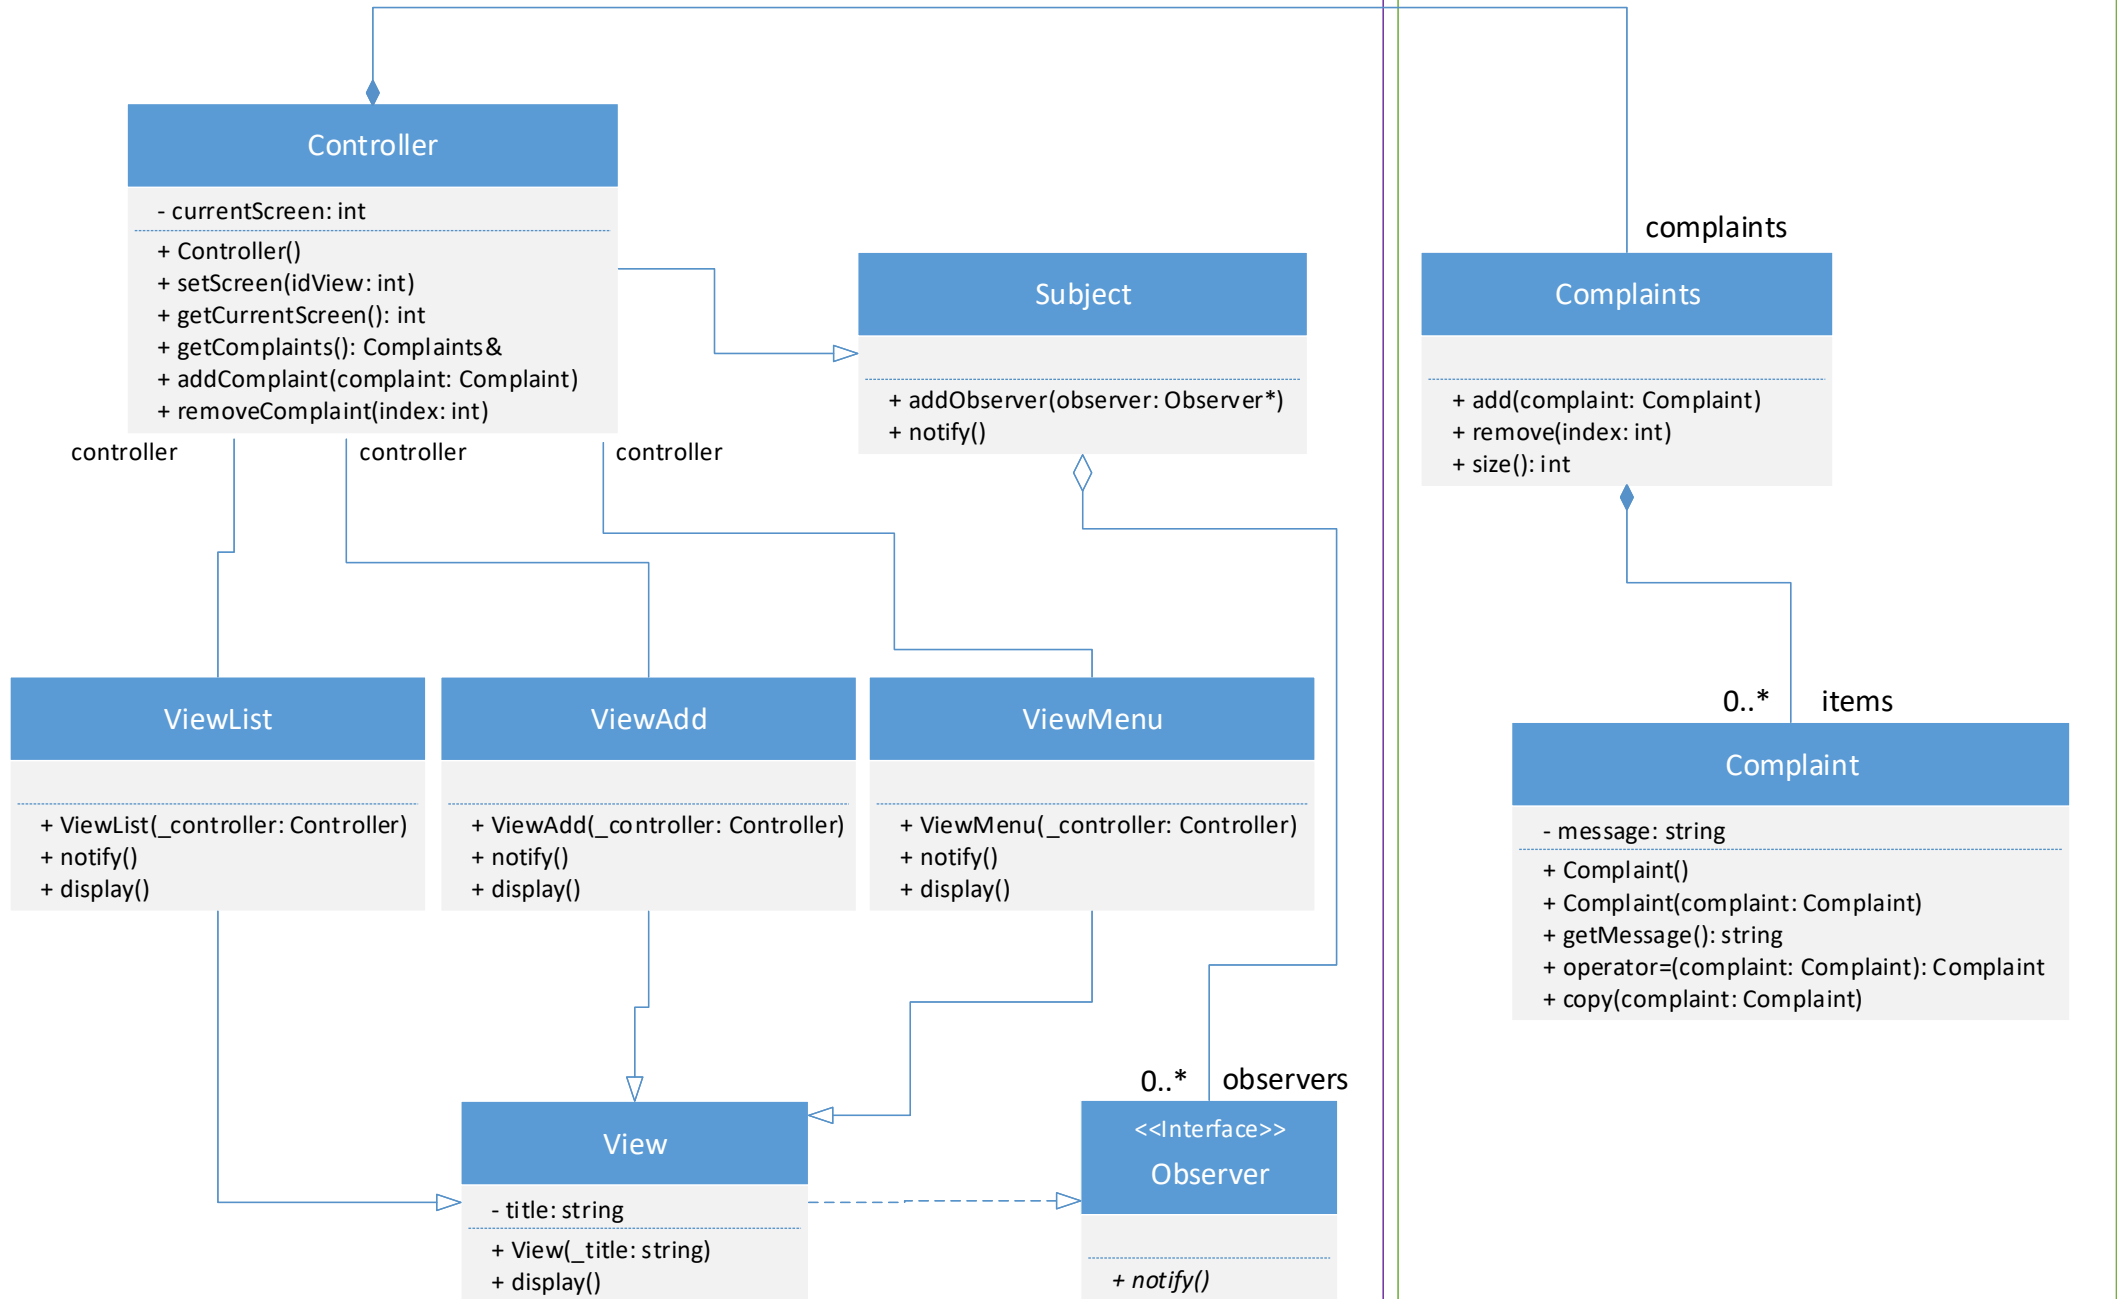 Controller
- currentScreen: int
+ Controller()
+ setScreen(idView: int)
+ getCurrentScreen(): int
+ getComplaints(): Complaints&
+ addComplaint(complaint: Complaint)
+ removeComplaint(index: int)
controller
controller
controller
Subject
+ addObserver(observer: Observer*)
+ notify()
complaints
Complaints
+ add(complaint: Complaint)
+ remove(index: int)
+ size(): int
ViewList
+ ViewList(_controller: Controller)
+ notify()
+ display()
ViewAdd
+ ViewAdd(_controller: Controller)
+ notify()
+ display()
ViewMenu
+ ViewMenu(_controller: Controller)
+ notify()
+ display()
0..* items
Complaint
- message: string
+ Complaint()
+ Complaint(complaint: Complaint)
+ getMessage(): string
+ operator=(complaint: Complaint): Complaint
+ copy(complaint: Complaint)
View
- title: string
+ View(_title: string)
+ display()
0..* observers
<<Interface>>
Observer
+ notify()